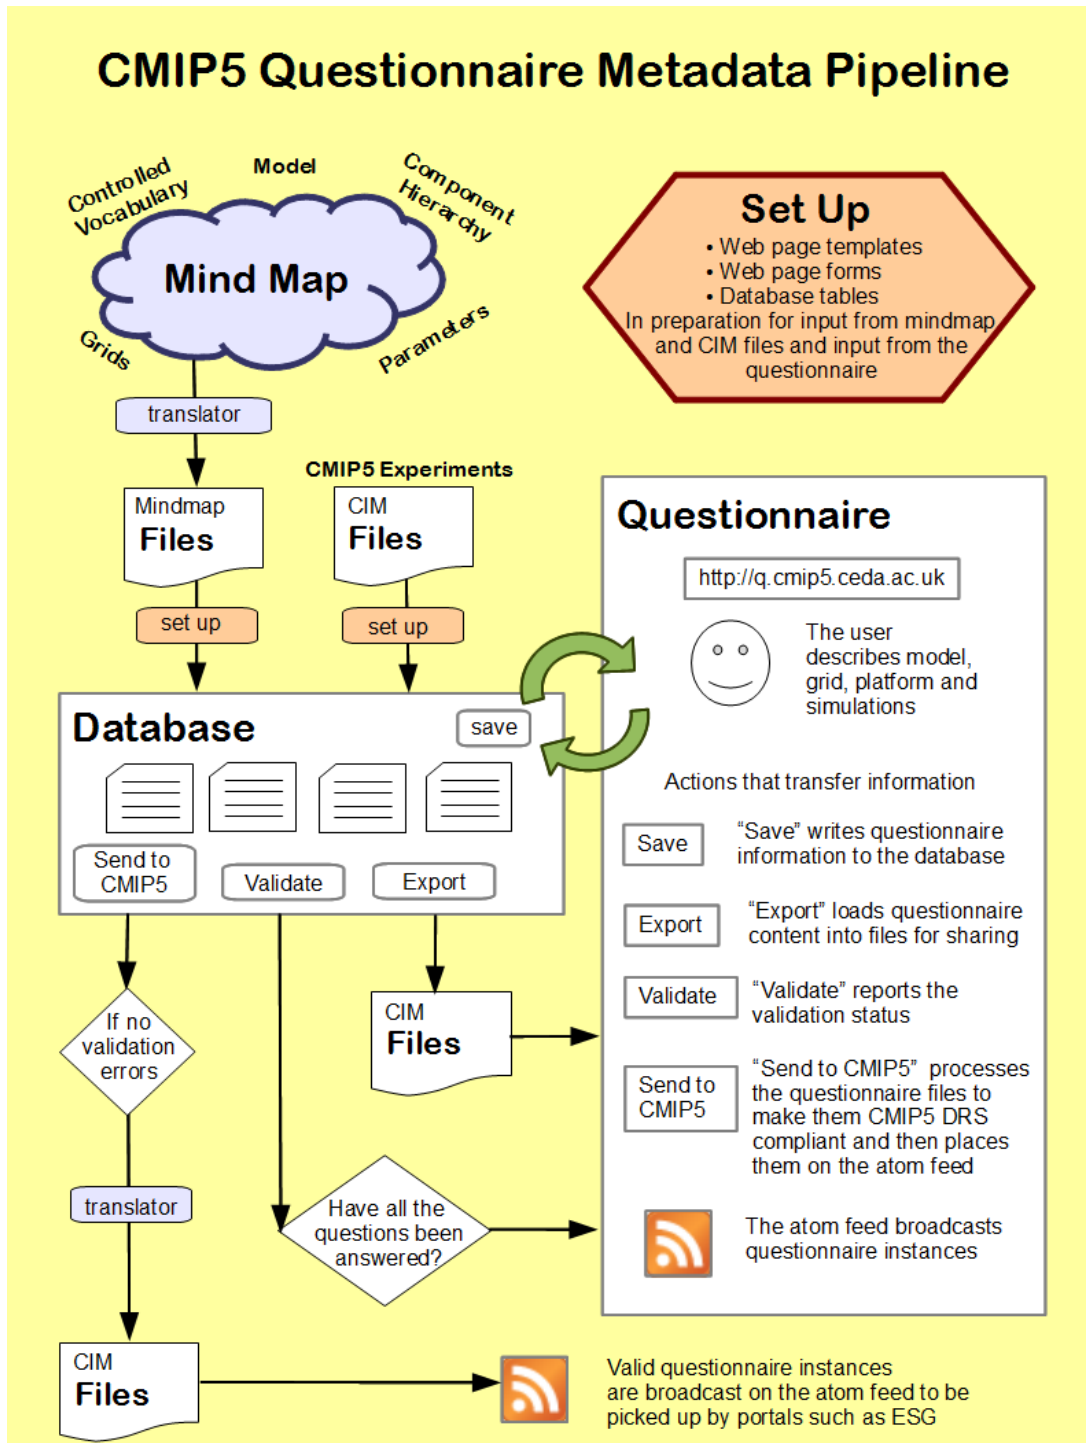 CMIP5 Questionnaire Metadata Pipeline
Controlled
Vocabulary
Model
Component
Hierarchy
Mind Map
Grids
Parameters
Set Up
• Web page templates
• Web page forms
• Database tables
In preparation for input from mindmap
and CIM files and input from the
questionnaire
translator
CMIP5 Experiments
Mindmap
Files
CIM
Files
set up
set up
Database
save
Send to
CMIP5
Validate
Export
If no
validation
errors
CIM
Files
translator
Have all the
questions been
answered?
CIM
Files
Questionnaire
http://q.cmip5.ceda.ac.uk
The user
describes model,
grid, platform and
simulations
Actions that transfer information
Save
“Save” writes questionnaire
information to the database
Export
“Export” loads questionnaire
content into files for sharing
Validate
“Validate” reports the
validation status
Send to
CMIP5
“Send to CMIP5” processes
the questionnaire files to
make them CMIP5 DRS
compliant and then places
them on the atom feed
The atom feed broadcasts
questionnaire instances
Valid questionnaire instances
are broadcast on the atom feed to be
picked up by portals such as ESG